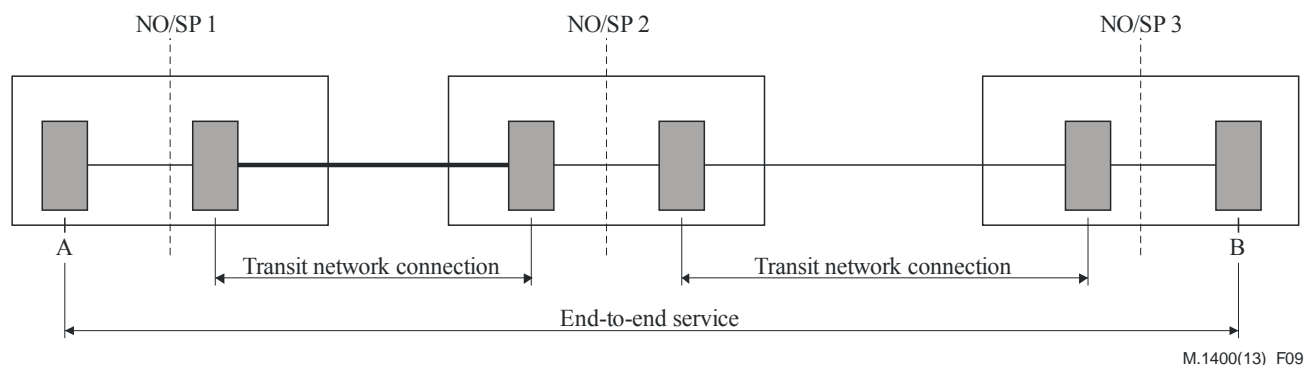 NO/SP 1
NO/SP 2
NO/SP 3
A
B
Transit network connection
Transit network connection
End-to-end service
M.1400(13)_F09